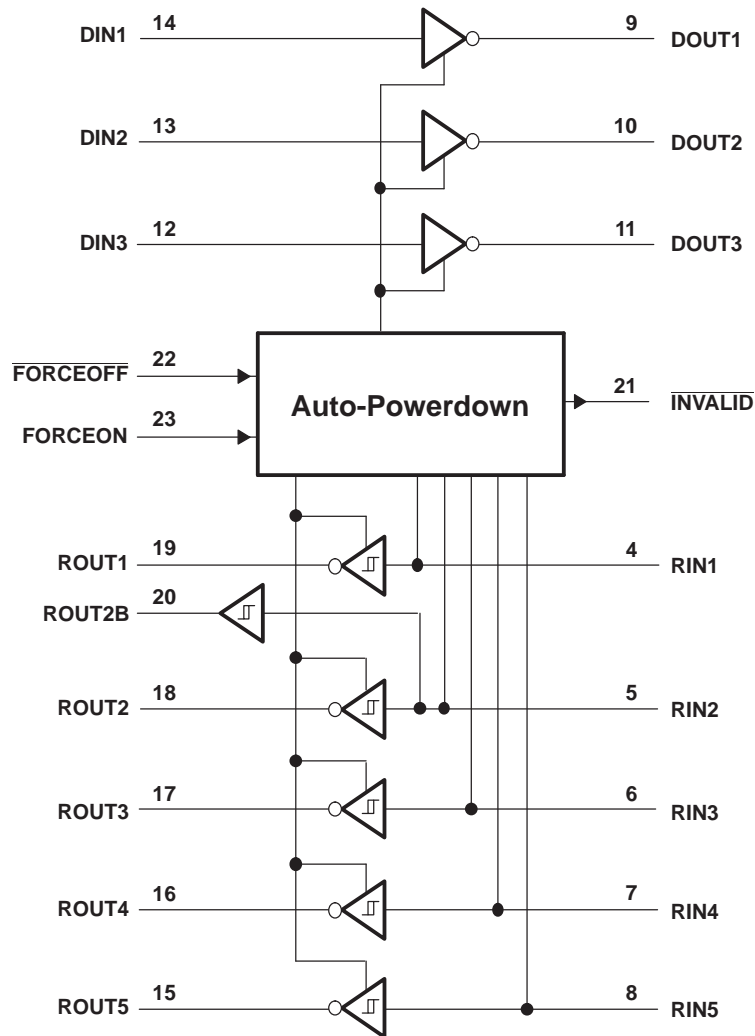 DIN1 14 9 DOUT1
DIN2 13 10 DOUT2
DIN3 12 11 DOUT3
FORCEOFF 22 Auto-Powerdown 21 INVALID
FORCEON 23
ROUT1 19 4 RIN1
ROUT2B 20
ROUT2 18 5 RIN2
ROUT3 17 6 RIN3
ROUT4 16 7 RIN4
ROUT5 15 8 RIN5